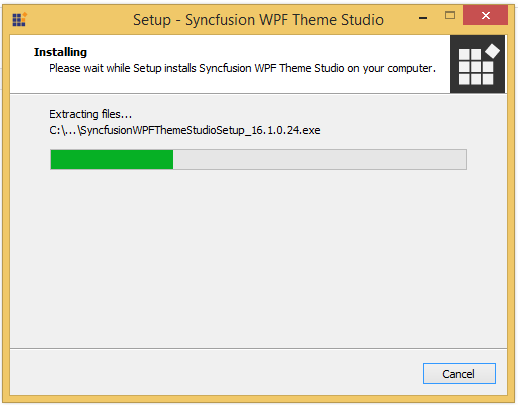 Setup - Syncfusion WPF Theme Studio
Installing
Please wait while Setup installs Syncfusion WPF Theme Studio on your computer.
Extracting files...
C:\...\SyncfusionWPFThemeStudioSetup_16.1.0.24.exe
Cancel